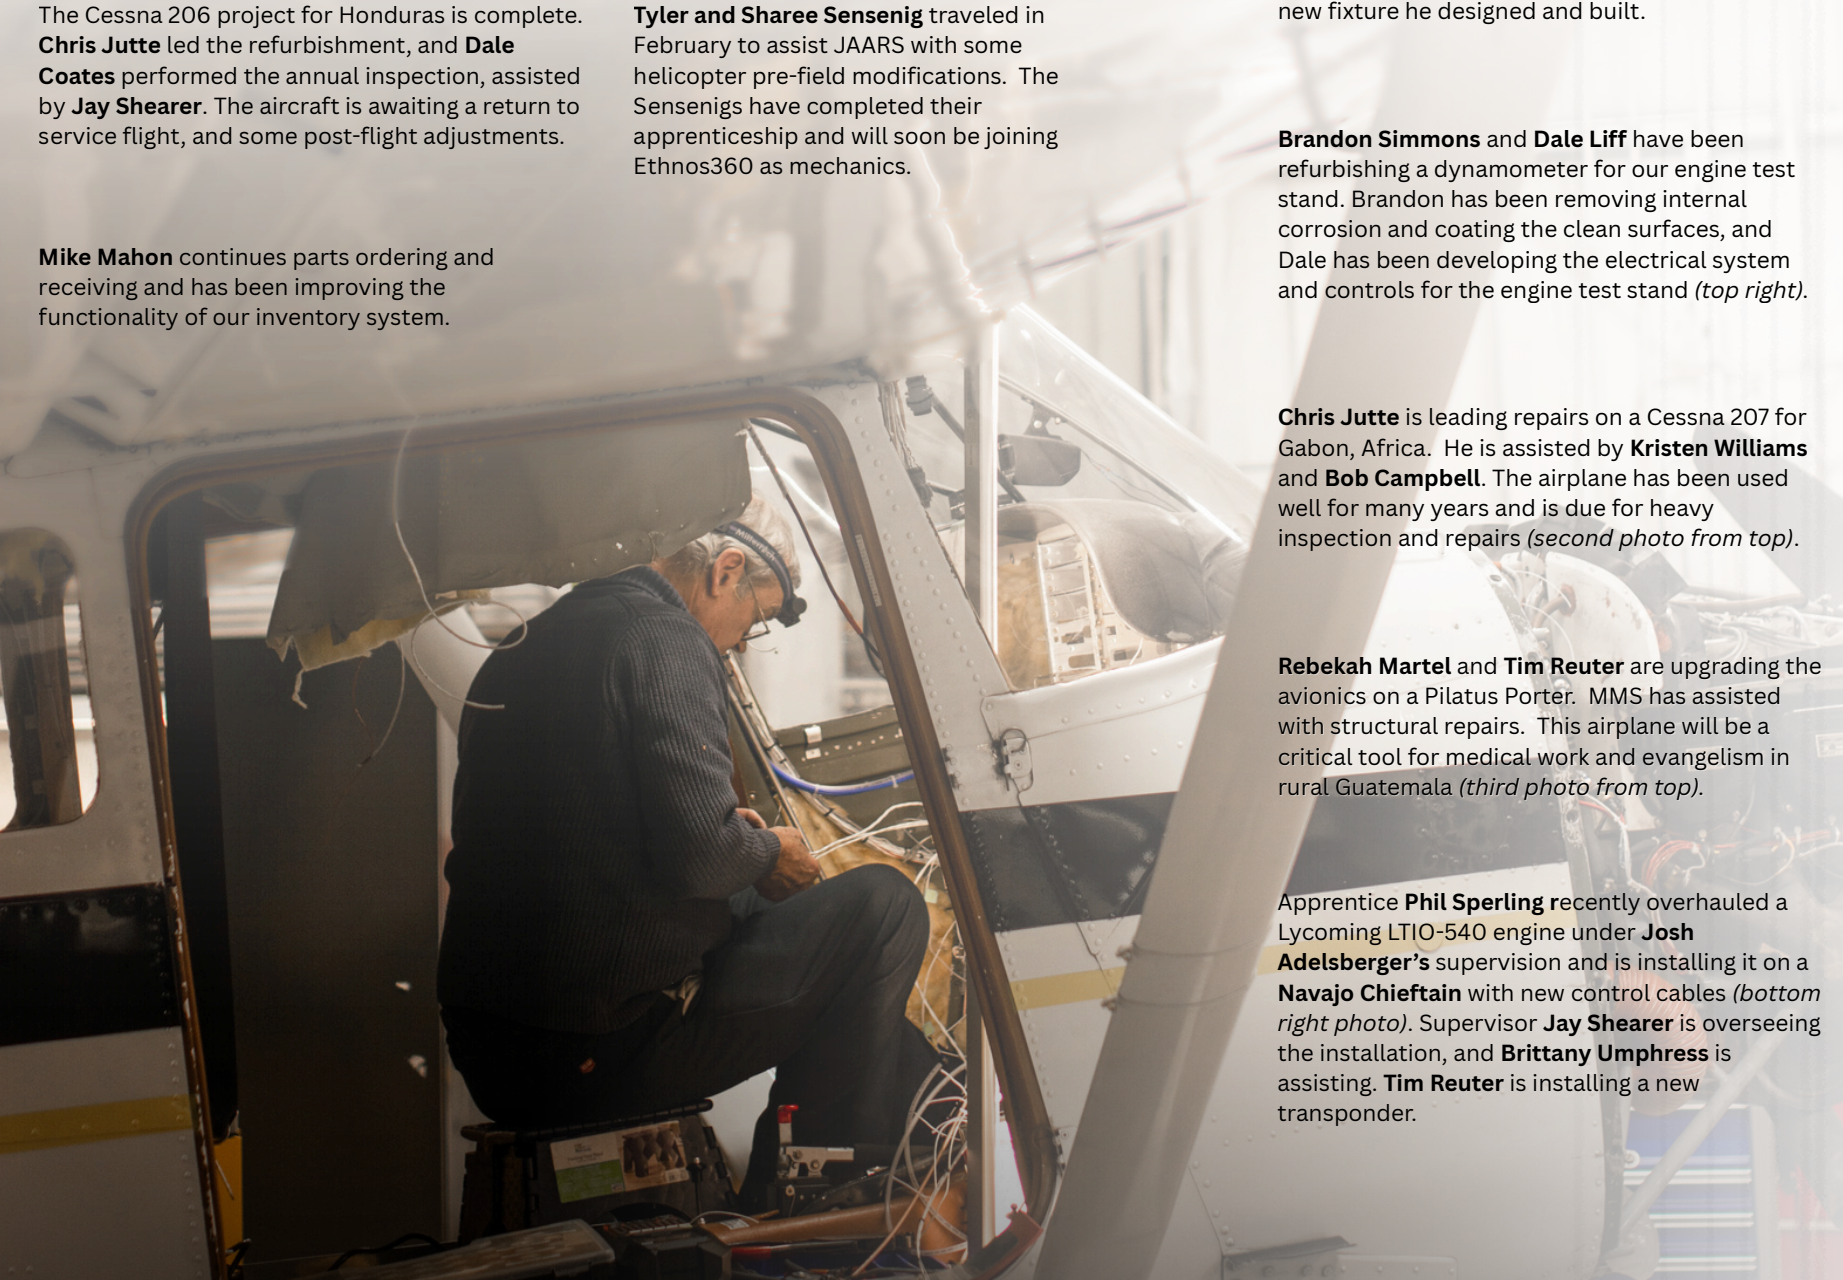 The Cessna 206 project for Honduras is complete.
Chris Jutte led the refurbishment, and Dale
Coates performed the annual inspection, assisted
by Jay Shearer. The aircraft is awaiting a return to
service flight, and some post-flight adjustments.
Mike Mahon continues parts ordering and
receiving and has been improving the
functionality of our inventory system.
Tyler and Sharee Sensenig traveled in
February to assist JAARS with some
helicopter pre-field modifications.  The
Sensenigs have completed their
apprenticeship and will soon be joining
Ethnos360 as mechanics.
new fixture he designed and built.
Brandon Simmons and Dale Liff have been
refurbishing a dynamometer for our engine test
stand. Brandon has been removing internal
corrosion and coating the clean surfaces, and
Dale has been developing the electrical system
and controls for the engine test stand (top right).
Chris Jutte is leading repairs on a Cessna 207 for
Gabon, Africa.  He is assisted by Kristen Williams
and Bob Campbell. The airplane has been used
well for many years and is due for heavy
inspection and repairs (second photo from top).
Rebekah Martel and Tim Reuter are upgrading the
avionics on a Pilatus Porter.  MMS has assisted
with structural repairs.  This airplane will be a
critical tool for medical work and evangelism in
rural Guatemala (third photo from top).
Apprentice Phil Sperling recently overhauled a
Lycoming LTIO-540 engine under Josh
Adelsberger’s supervision and is installing it on a
Navajo Chieftain with new control cables (bottom
right photo). Supervisor Jay Shearer is overseeing
the installation, and Brittany Umphress is
assisting. Tim Reuter is installing a new
transponder.